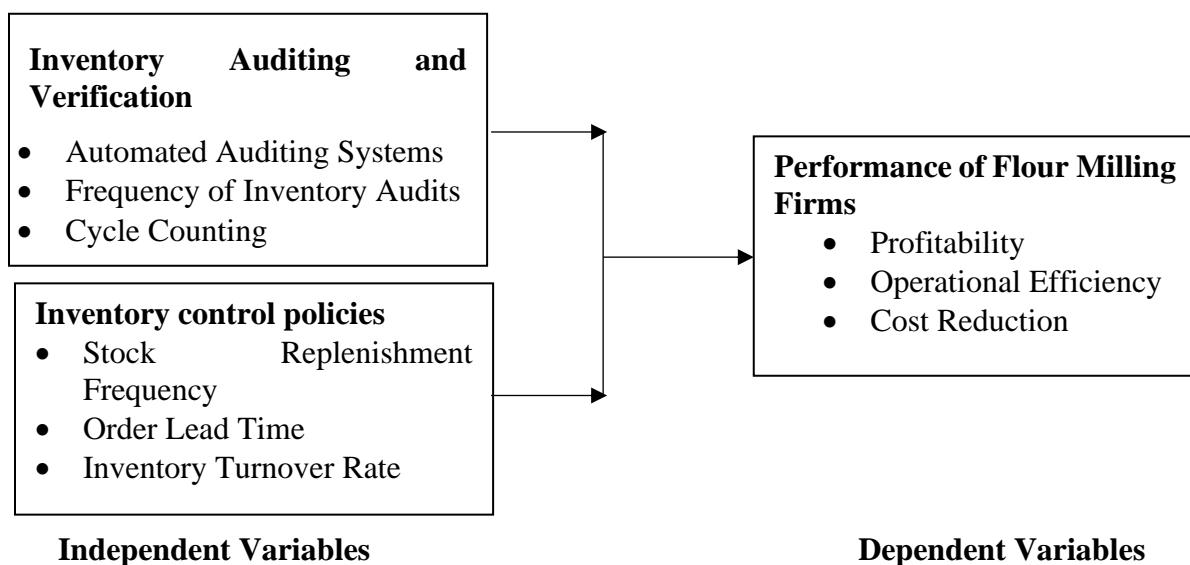 Inventory Auditing and
Verification
• Automated Auditing Systems
• Frequency of Inventory Audits
• Cycle Counting
Inventory control policies
• Stock Replenishment
Frequency
• Order Lead Time
• Inventory Turnover Rate
Independent Variables
Performance of Flour Milling
Firms
• Profitability
• Operational Efficiency
• Cost Reduction
Dependent Variables